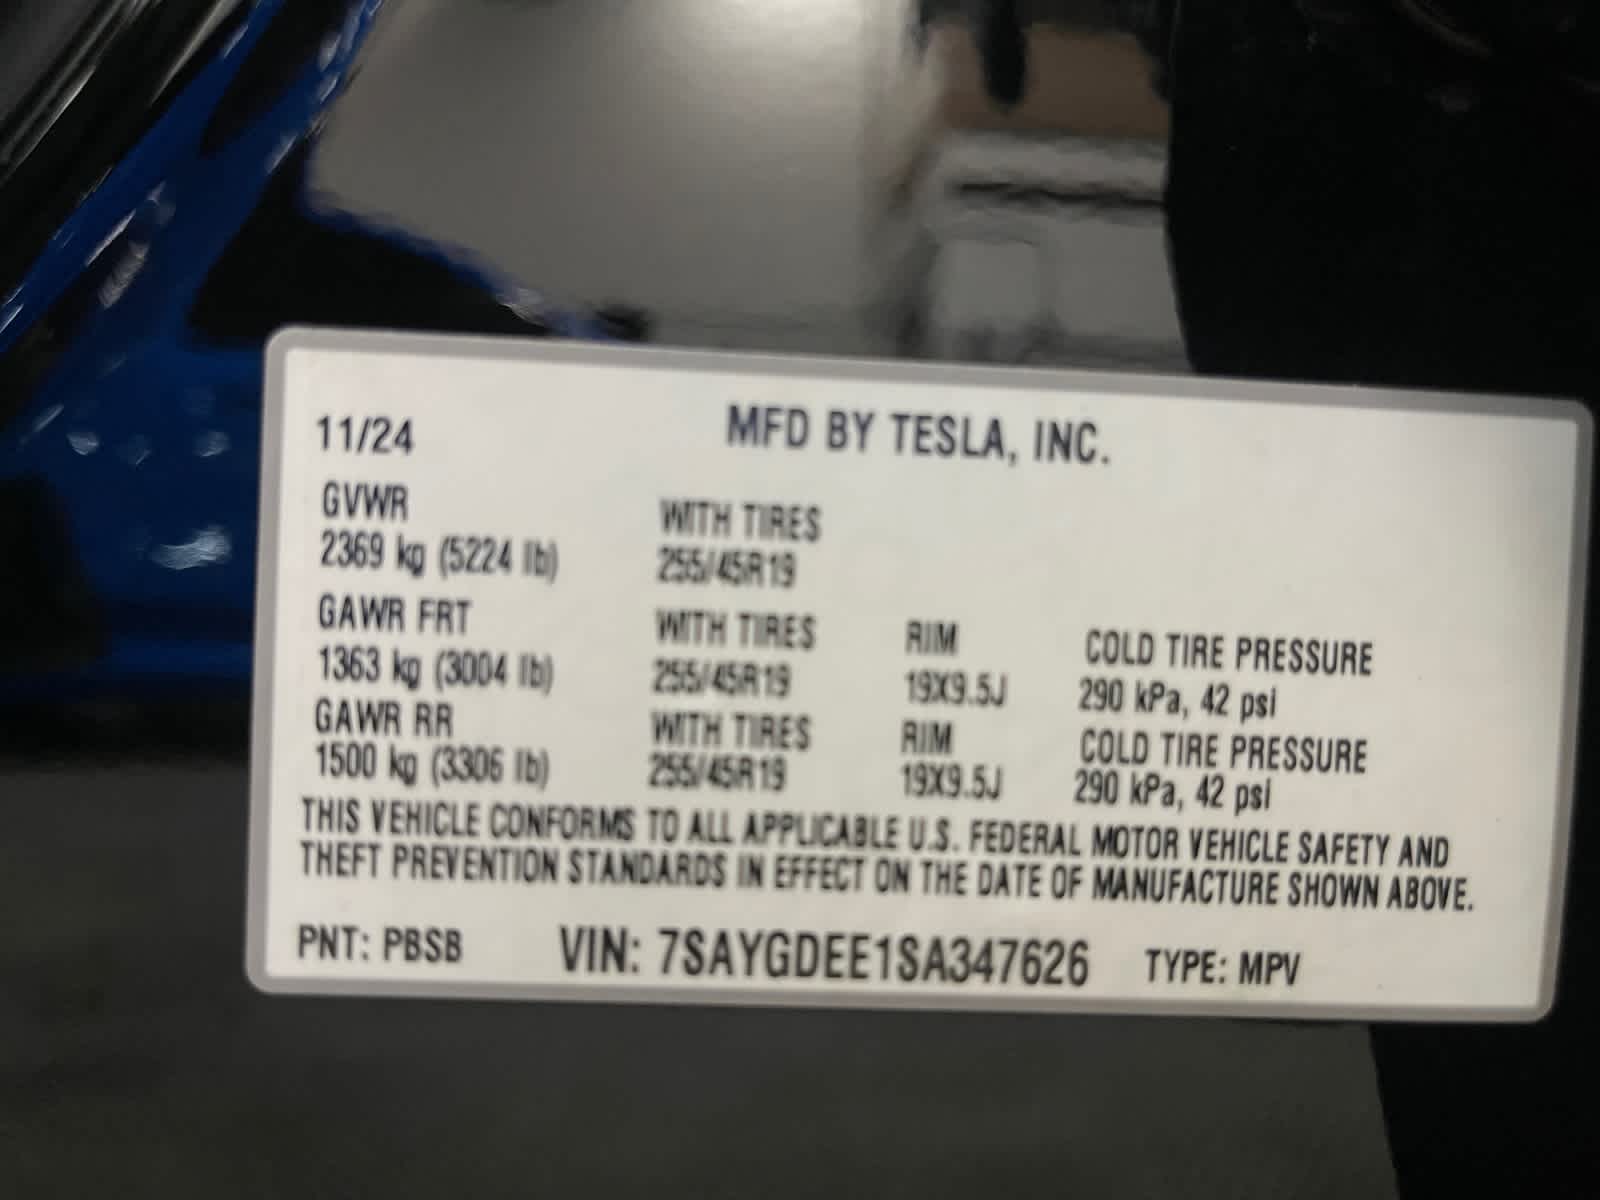 11/24 MFD BY TESLA, INC.
GVWR WITH TIRES
2369 kg (5224 lb) 255/45R19
GAWR FRT WITH TIRES RIM COLD TIRE PRESSURE
1363 kg (3004 lb) 255/45R19 19X9.5J 290 kPa, 42 psi
GAWR RR WITH TIRES RIM COLD TIRE PRESSURE
1500 kg (3306 lb) 255/45R19 19X9.5J 290 kPa, 42 psi
THIS VEHICLE CONFORMS TO ALL APPLICABLE U.S. FEDERAL MOTOR VEHICLE SAFETY AND
THEFT PREVENTION STANDARDS IN EFFECT ON THE DATE OF MANUFACTURE SHOWN ABOVE.
PNT: PBSB VIN: 7SAYGDEE1SA347626 TYPE: MPV